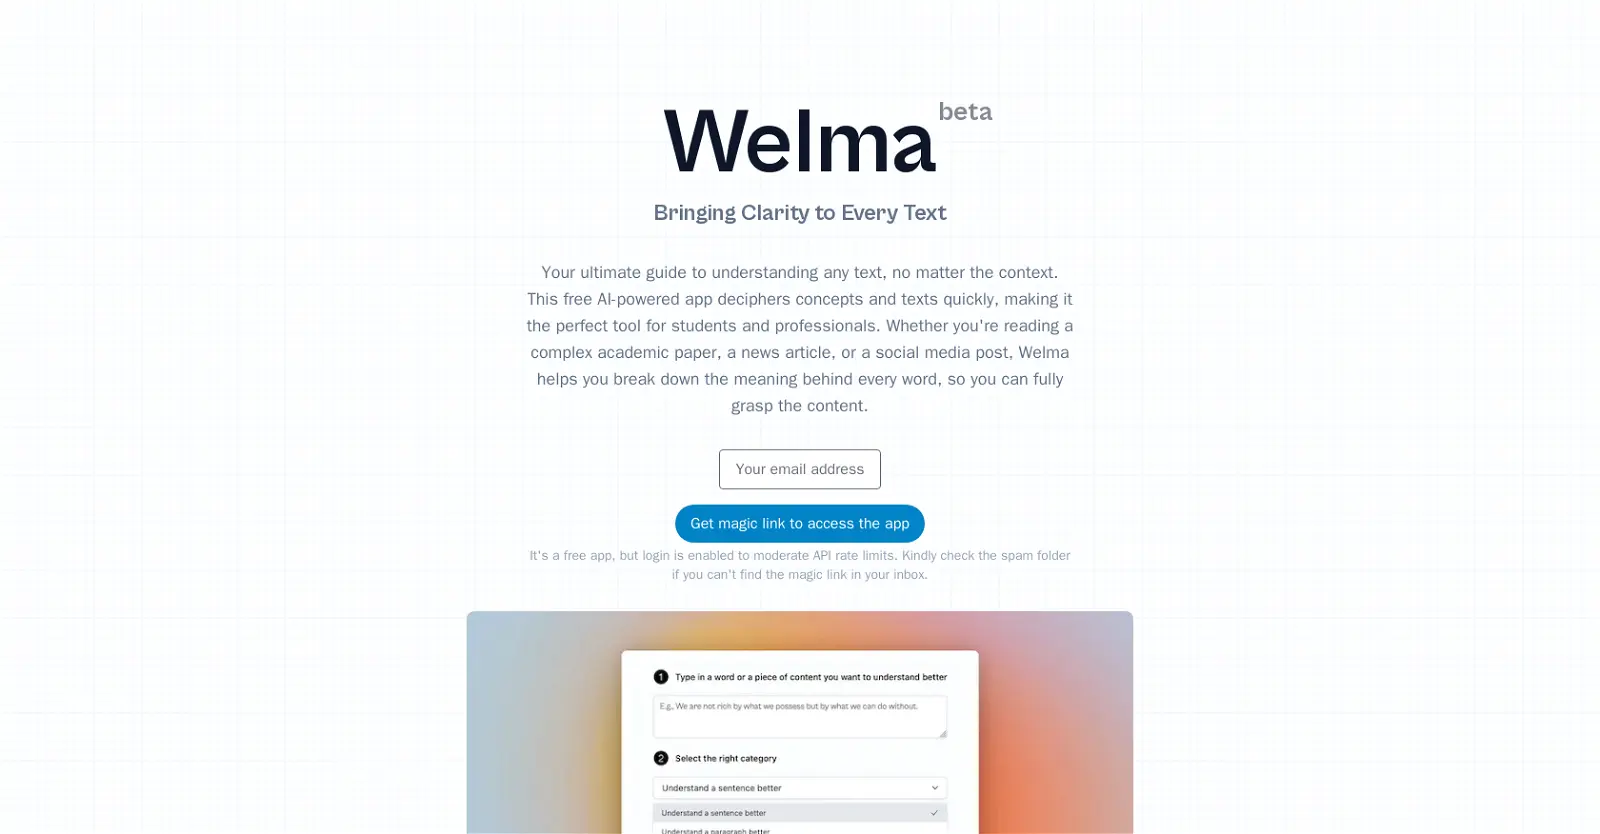 Welma beta
Bringing Clarity to Every Text
Your ultimate guide to understanding any text, no matter the context.
This free AI-powered app deciphers concepts and texts quickly, making it
the perfect tool for students and professionals. Whether you're reading a
complex academic paper, a news article, or a social media post, Welma
helps you break down the meaning behind every word, so you can fully
grasp the content.
Your email address
Get magic link to access the app
It's a free app, but login is enabled to moderate API rate limits. Kindly check the spam folder
if you can't find the magic link in your inbox.
1 Type in a word or a piece of content you want to understand better
E.g., We are not rich by what we possess but by what we can do without.
2 Select the right category
Understand a sentence better
Understand a sentence better
Understand a paragraph better